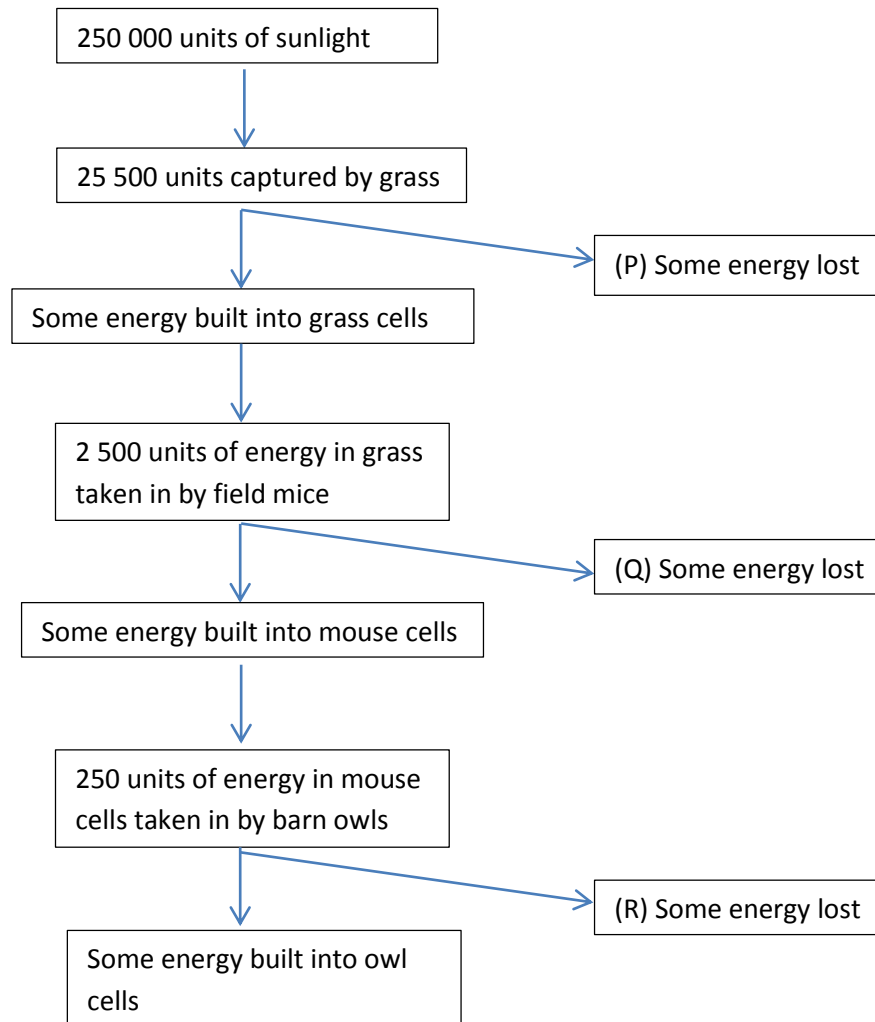 250 000 units of sunlight
25 500 units captured by grass
(P) Some energy lost
Some energy built into grass cells
2 500 units of energy in grass
taken in by field mice
(Q) Some energy lost
Some energy built into mouse cells
250 units of energy in mouse
cells taken in by barn owls
(R) Some energy lost
Some energy built into owl
cells